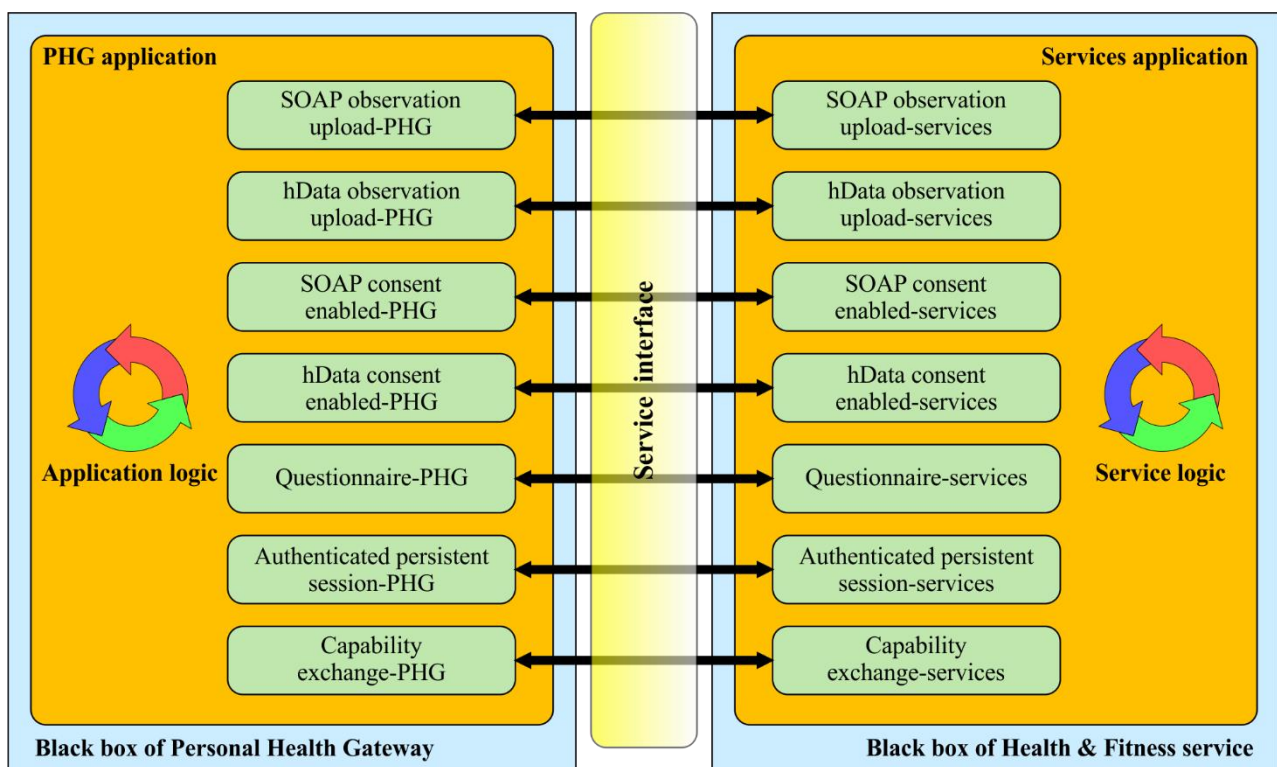 PHG application
SOAP observation
upload-PHG
hData observation
upload-PHG
SOAP consent
enabled-PHG
hData consent
enabled-PHG
Application logic
Questionnaire-PHG
Authenticated persistent
session-PHG
Capability
exchange-PHG
Black box of Personal Health Gateway
Service interface
Services application
SOAP observation
upload-services
hData observation
upload-services
SOAP consent
enabled-services
hData consent
enabled-services
Questionnaire-services
Service logic
Authenticated persistent
session-services
Capability
exchange-services
Black box of Health & Fitness service